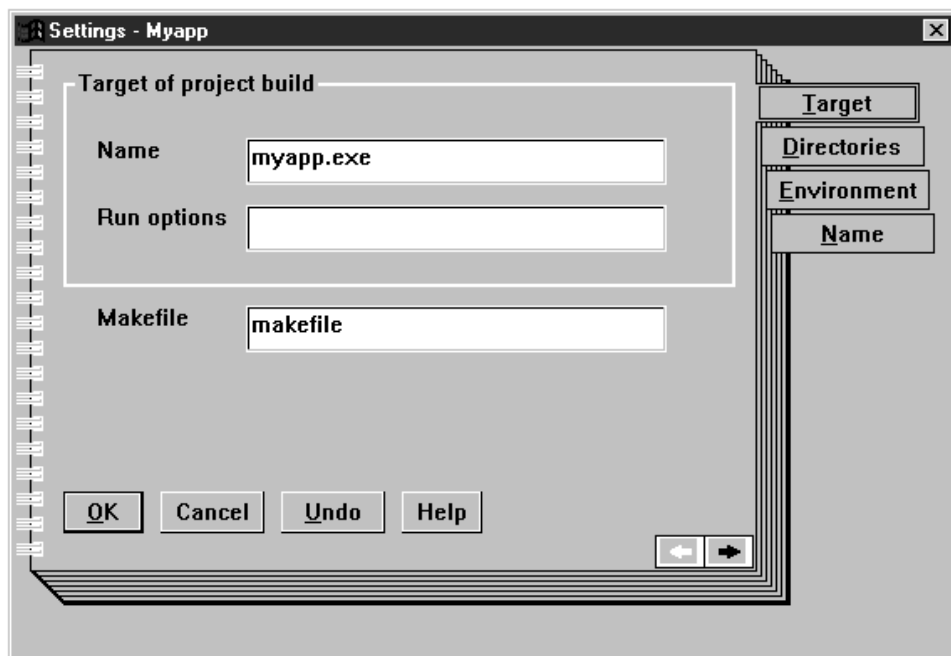 Settings - Myapp
Target of project build
Name myapp.exe
Run options
Makefile makefile
OK Cancel Undo Help
Target
Directories
Environment
Name